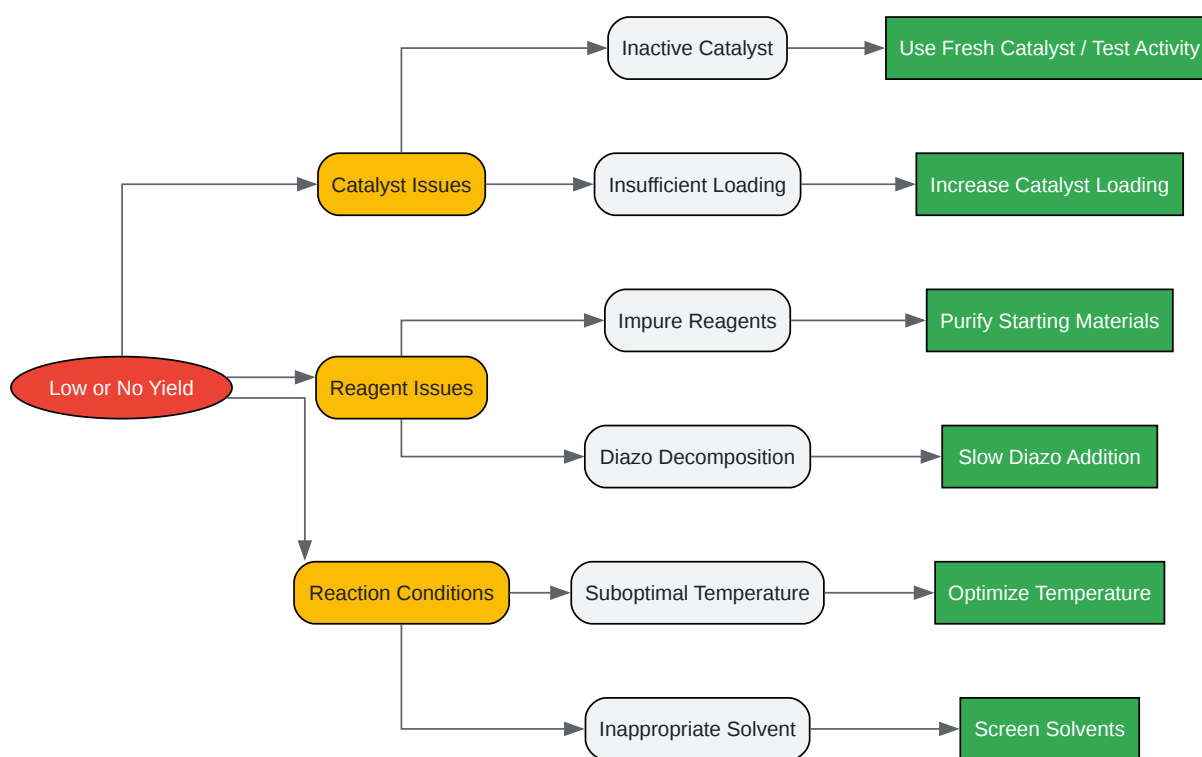 Inactive Catalyst
Use Fresh Catalyst / Test Activity
Catalyst Issues
Insufficient Loading
Increase Catalyst Loading
Impure Reagents
Purify Starting Materials
Low or No Yield
Reagent Issues
Diazo Decomposition
Slow Diazo Addition
Reaction Conditions
Suboptimal Temperature
Optimize Temperature
Inappropriate Solvent
Screen Solvents